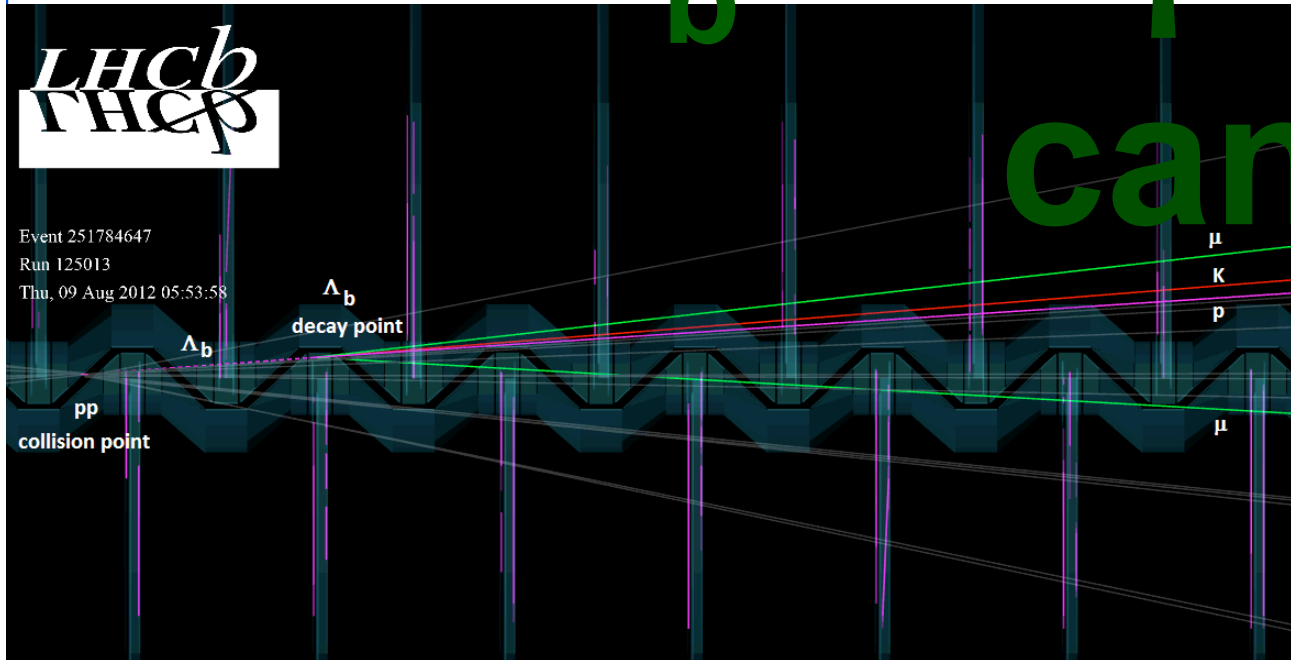 b
LHCb
LHCb
can
Event 251784647
Run 125013
Thu, 09 Aug 2012 05:53:58
Λb
decay point
Λb
pp
collision point
μ
K
p
μ